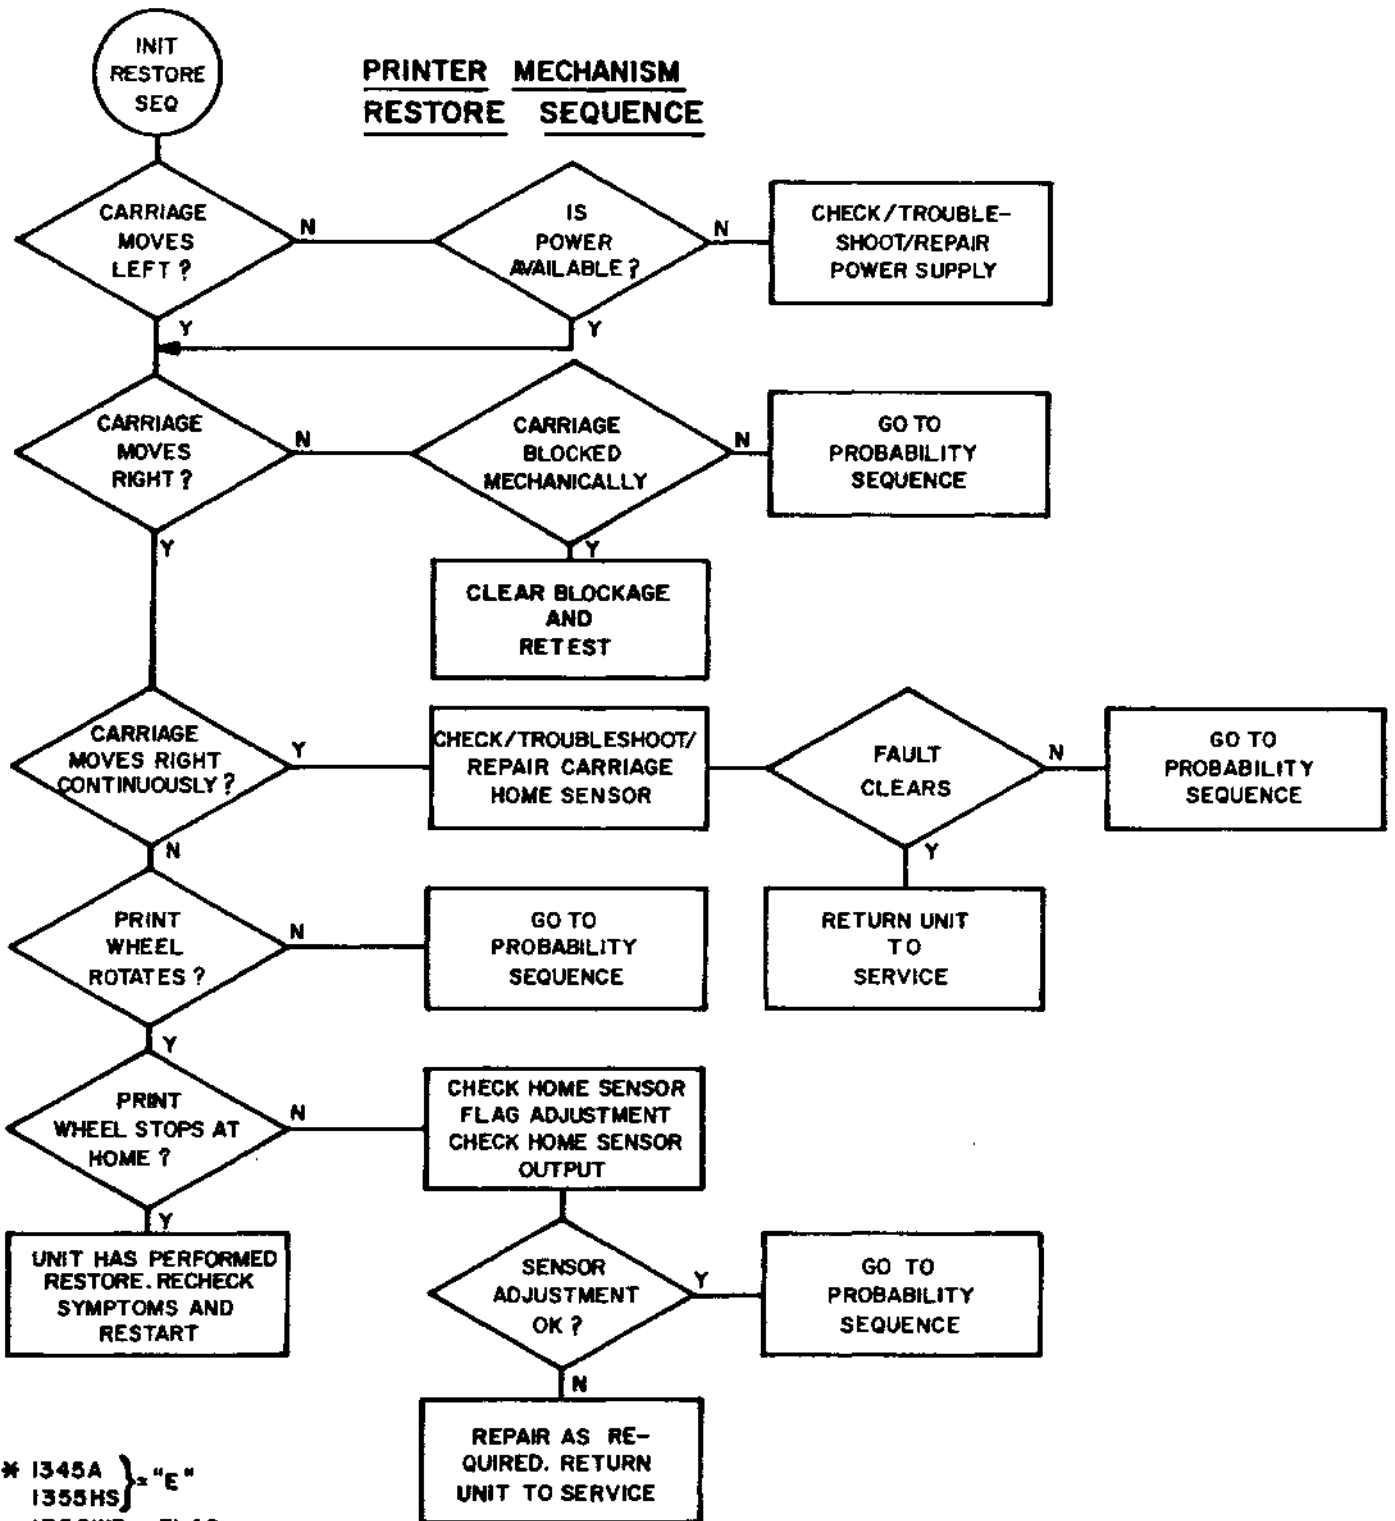 INIT
RESTORE
SEQ
PRINTER MECHANISM
RESTORE SEQUENCE
CARRIAGE
MOVES
LEFT ?
N
IS
POWER
AVAILABLE ?
N
CHECK/TROUBLE-
SHOOT/REPAIR
POWER SUPPLY
Y
Y
CARRIAGE
MOVES
RIGHT ?
N
CARRIAGE
BLOCKED
MECHANICALLY
N
GO TO
PROBABILITY
SEQUENCE
Y
Y
CLEAR BLOCKAGE
AND
RETEST
CARRIAGE
MOVES RIGHT
CONTINUOUSLY ?
Y
CHECK/TROUBLESHOOT/
REPAIR CARRIAGE
HOME SENSOR
FAULT
CLEARS
N
GO TO
PROBABILITY
SEQUENCE
N
Y
RETURN UNIT
TO
SERVICE
PRINT
WHEEL
ROTATES ?
N
GO TO
PROBABILITY
SEQUENCE
Y
PRINT
WHEEL STOPS AT
HOME ?
N
CHECK HOME SENSOR
FLAG ADJUSTMENT
CHECK HOME SENSOR
OUTPUT
Y
UNIT HAS PERFORMED
RESTORE. RECHECK
SYMPTOMS AND
RESTART
SENSOR
ADJUSTMENT
OK ?
Y
GO TO
PROBABILITY
SEQUENCE
N
REPAIR AS RE-
QUIRED. RETURN
UNIT TO SERVICE
* 1345A
1355HS
} = "E"